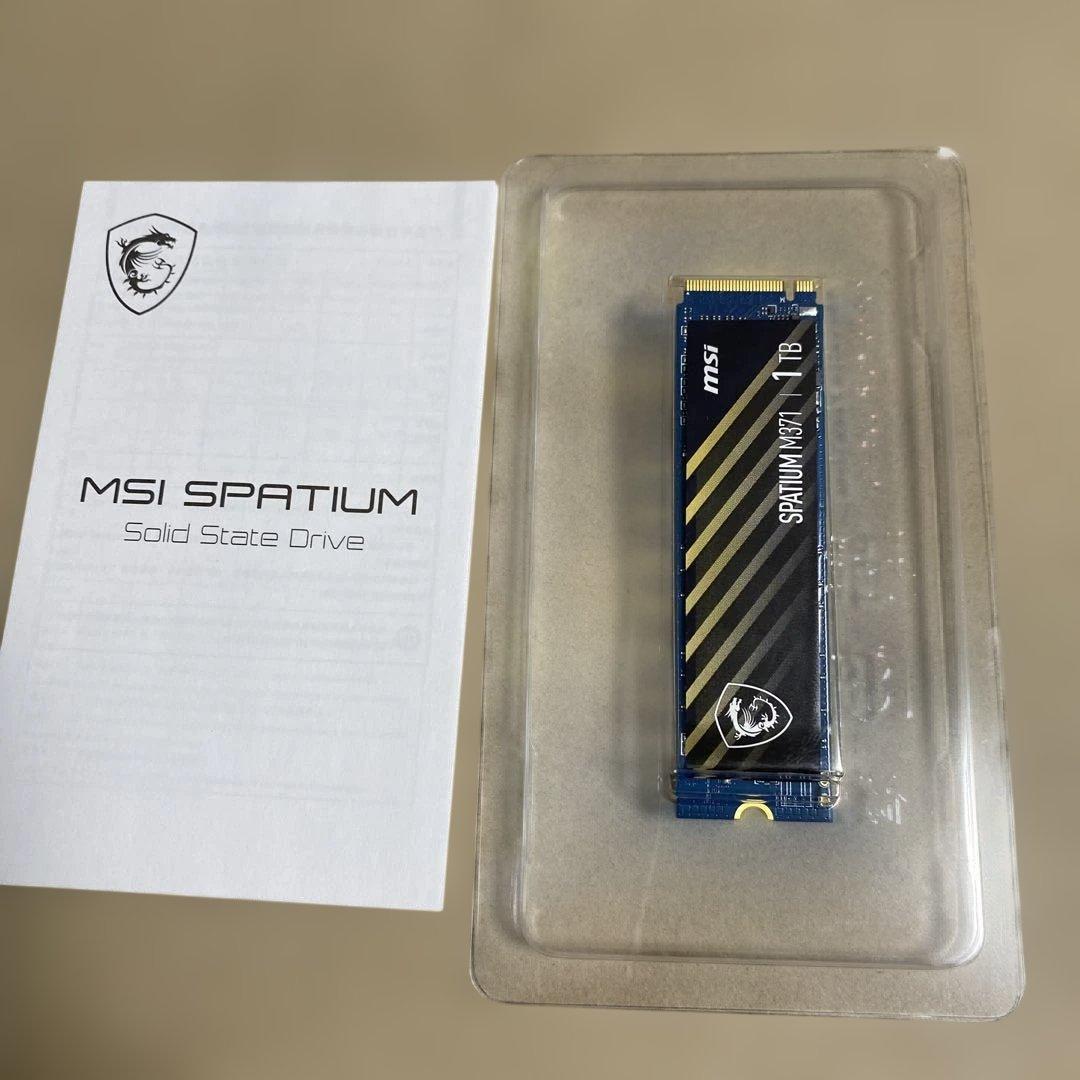 MSI SPATIUM
Solid State Drive
msi
SPATIUM M371 | 1 TB